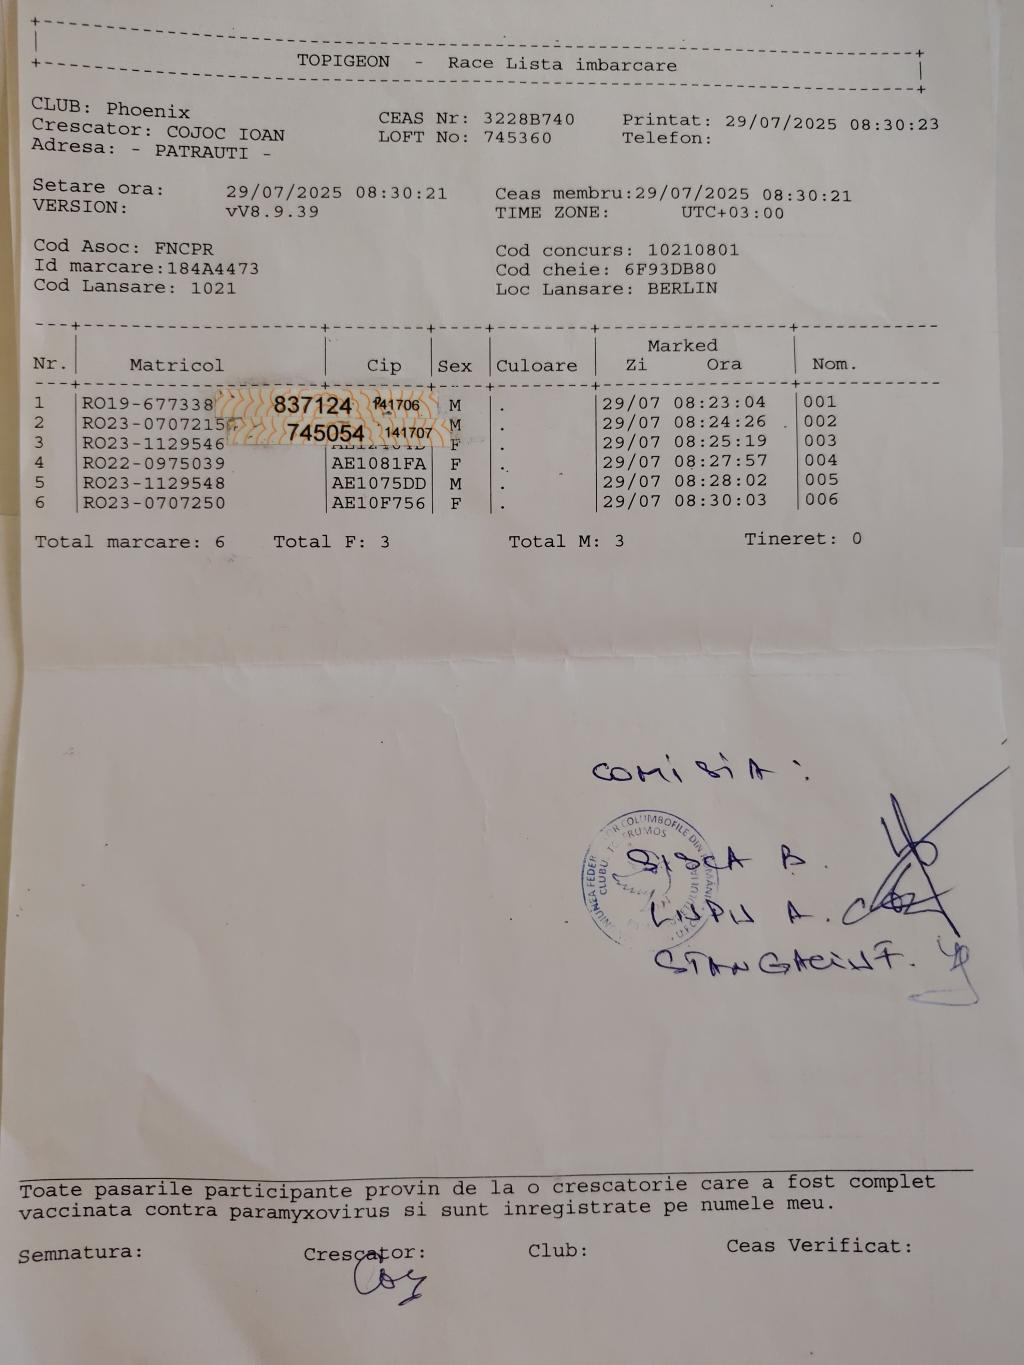 TOPIGEON - Race Lista imbarcare
CLUB: Phoenix CEAS Nr: 3228B740 Printat: 29/07/2025 08:30:23
Crescator: COJOC IOAN LOFT No: 745360 Telefon:
Adresa: - PATRAUTI -
Setare ora: 29/07/2025 08:30:21 Ceas membru:29/07/2025 08:30:21
VERSION: vV8.9.39 TIME ZONE: UTC+03:00
Cod Asoc: FNCPR Cod concurs: 10210801
Id marcare:184A4473 Cod cheie: 6F93DB80
Cod Lansare: 1021 Loc Lansare: BERLIN
Marked
Nr. Matricol Cip Sex Culoare Zi Ora Nom.
1 RO19-677338 837124 141706 M . 29/07 08:23:04 001
2 RO23-0707215 745054 141707 M . 29/07 08:24:26 002
3 RO23-1129546 F . 29/07 08:25:19 003
4 RO22-0975039 AE1081FA F . 29/07 08:27:57 004
5 RO23-1129548 AE1075DD M . 29/07 08:28:02 005
6 RO23-0707250 AE10F756 F . 29/07 08:30:03 006
Total marcare: 6 Total F: 3 Total M: 3 Tineret: 0
COMISIA:
SISCA B.
LUPU A.
STANGACIU F.
Toate pasarile participante provin de la o crescatorie care a fost complet
vaccinata contra paramyxovirus si sunt inregistrate pe numele meu.
Semnatura: Crescator: Club: Ceas Verificat: